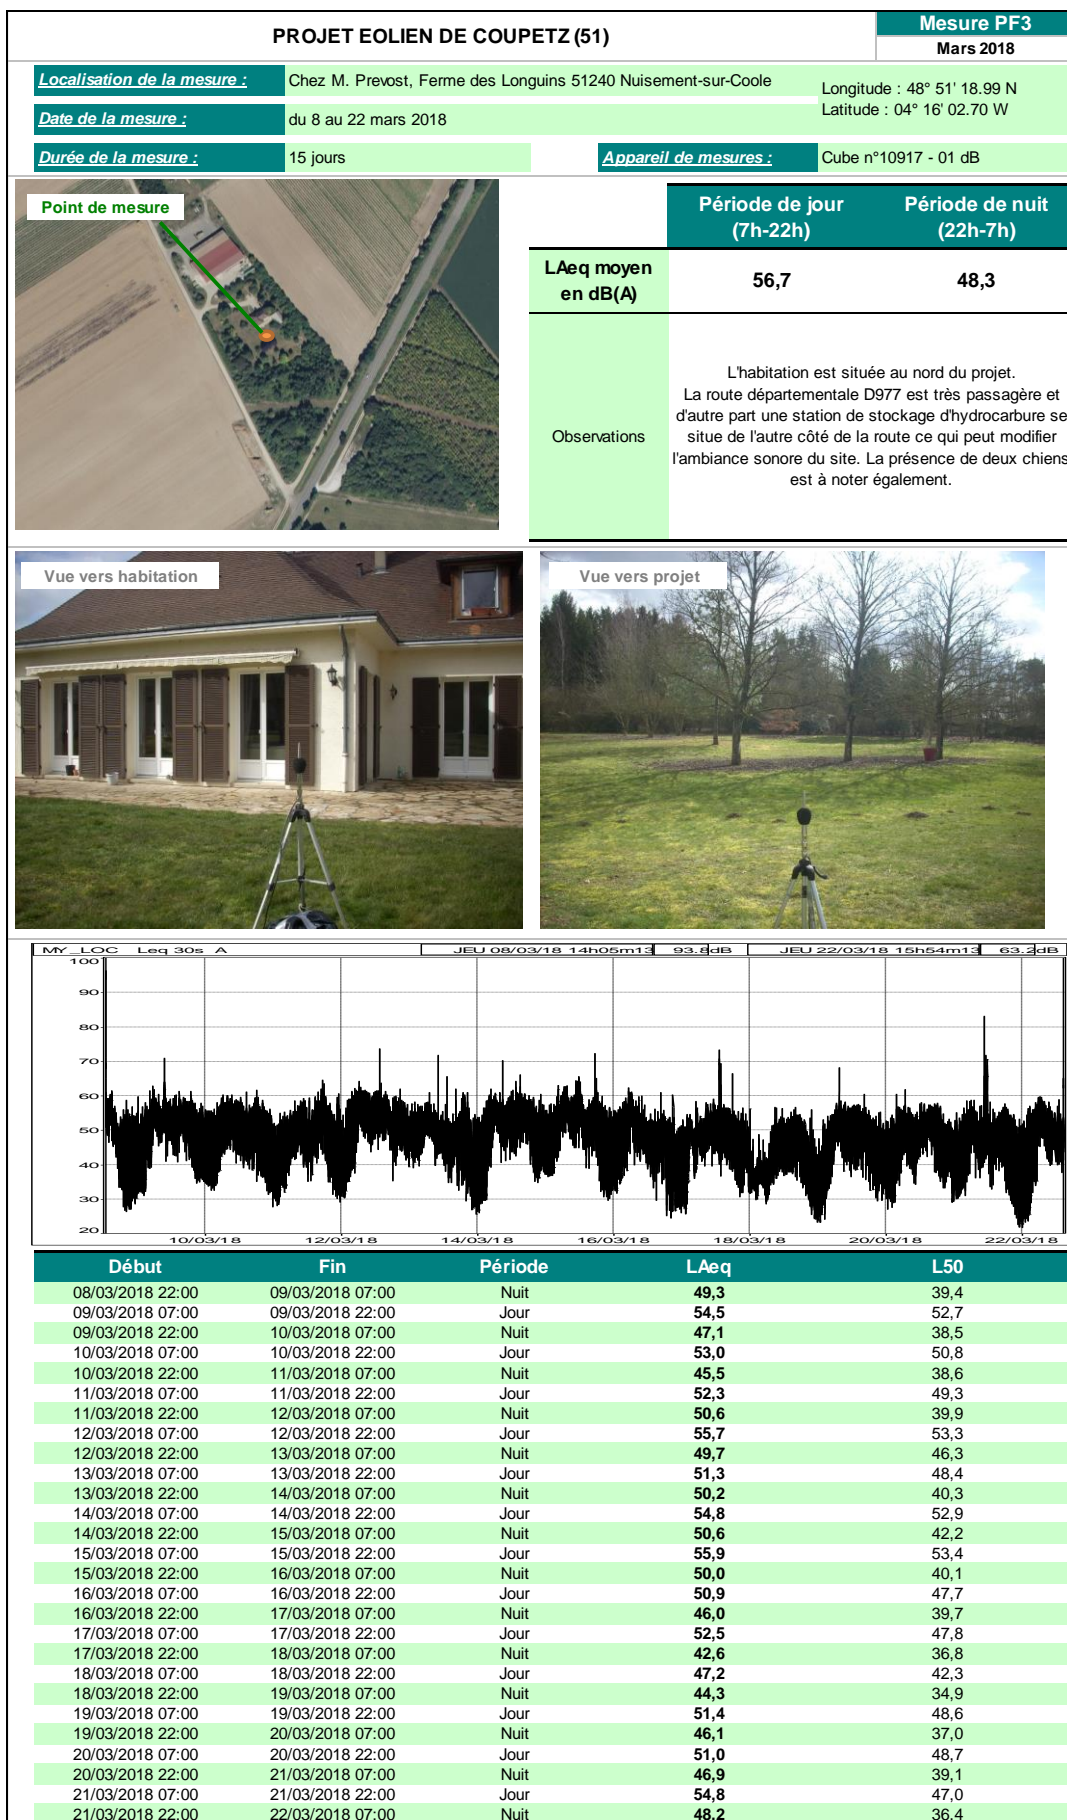 PROJET EOLIEN DE COUPETZ (51)
Mesure PF3
Mars 2018
Localisation de la mesure :
Chez M. Prevost, Ferme des Longuins 51240 Nuisement-sur-Coole
Longitude : 48° 51' 18.99 N
Latitude : 04° 16' 02.70 W
Date de la mesure :
du 8 au 22 mars 2018
Durée de la mesure :
15 jours
Appareil de mesures :
Cube n°10917 - 01 dB
Point de mesure
Période de jour (7h-22h)
Période de nuit (22h-7h)
LAeq moyen en dB(A)
56,7
48,3
Observations
L'habitation est située au nord du projet.
La route départementale D977 est très passagère et
d'autre part une station de stockage d'hydrocarbure se
situe de l'autre côté de la route ce qui peut modifier
l'ambiance sonore du site. La présence de deux chiens
est à noter également.
Vue vers habitation
Vue vers projet
MY_LOC Leq 30s A
JEU 08/03/18 14h05m13 93.8dB
JEU 22/03/18 15h54m13 63.2dB
100
90
80
70
60
50
40
30
20
10/03/18 12/03/18 14/03/18 16/03/18 18/03/18 20/03/18 22/03/18
Début Fin Période LAeq L50
08/03/2018 22:00 09/03/2018 07:00 Nuit 49,3 39,4
09/03/2018 07:00 09/03/2018 22:00 Jour 54,5 52,7
09/03/2018 22:00 10/03/2018 07:00 Nuit 47,1 38,5
10/03/2018 07:00 10/03/2018 22:00 Jour 53,0 50,8
10/03/2018 22:00 11/03/2018 07:00 Nuit 45,5 38,6
11/03/2018 07:00 11/03/2018 22:00 Jour 52,3 49,3
11/03/2018 22:00 12/03/2018 07:00 Nuit 50,6 39,9
12/03/2018 07:00 12/03/2018 22:00 Jour 55,7 53,3
12/03/2018 22:00 13/03/2018 07:00 Nuit 49,7 46,3
13/03/2018 07:00 13/03/2018 22:00 Jour 51,3 48,4
13/03/2018 22:00 14/03/2018 07:00 Nuit 50,2 40,3
14/03/2018 07:00 14/03/2018 22:00 Jour 54,8 52,9
14/03/2018 22:00 15/03/2018 07:00 Nuit 50,6 42,2
15/03/2018 07:00 15/03/2018 22:00 Jour 55,9 53,4
15/03/2018 22:00 16/03/2018 07:00 Nuit 50,0 40,1
16/03/2018 07:00 16/03/2018 22:00 Jour 50,9 47,7
16/03/2018 22:00 17/03/2018 07:00 Nuit 46,0 39,7
17/03/2018 07:00 17/03/2018 22:00 Jour 52,5 47,8
17/03/2018 22:00 18/03/2018 07:00 Nuit 42,6 36,8
18/03/2018 07:00 18/03/2018 22:00 Jour 47,2 42,3
18/03/2018 22:00 19/03/2018 07:00 Nuit 44,3 34,9
19/03/2018 07:00 19/03/2018 22:00 Jour 51,4 48,6
19/03/2018 22:00 20/03/2018 07:00 Nuit 46,1 37,0
20/03/2018 07:00 20/03/2018 22:00 Jour 51,0 48,7
20/03/2018 22:00 21/03/2018 07:00 Nuit 46,9 39,1
21/03/2018 07:00 21/03/2018 22:00 Jour 54,8 47,0
21/03/2018 22:00 22/03/2018 07:00 Nuit 48,2 36,4